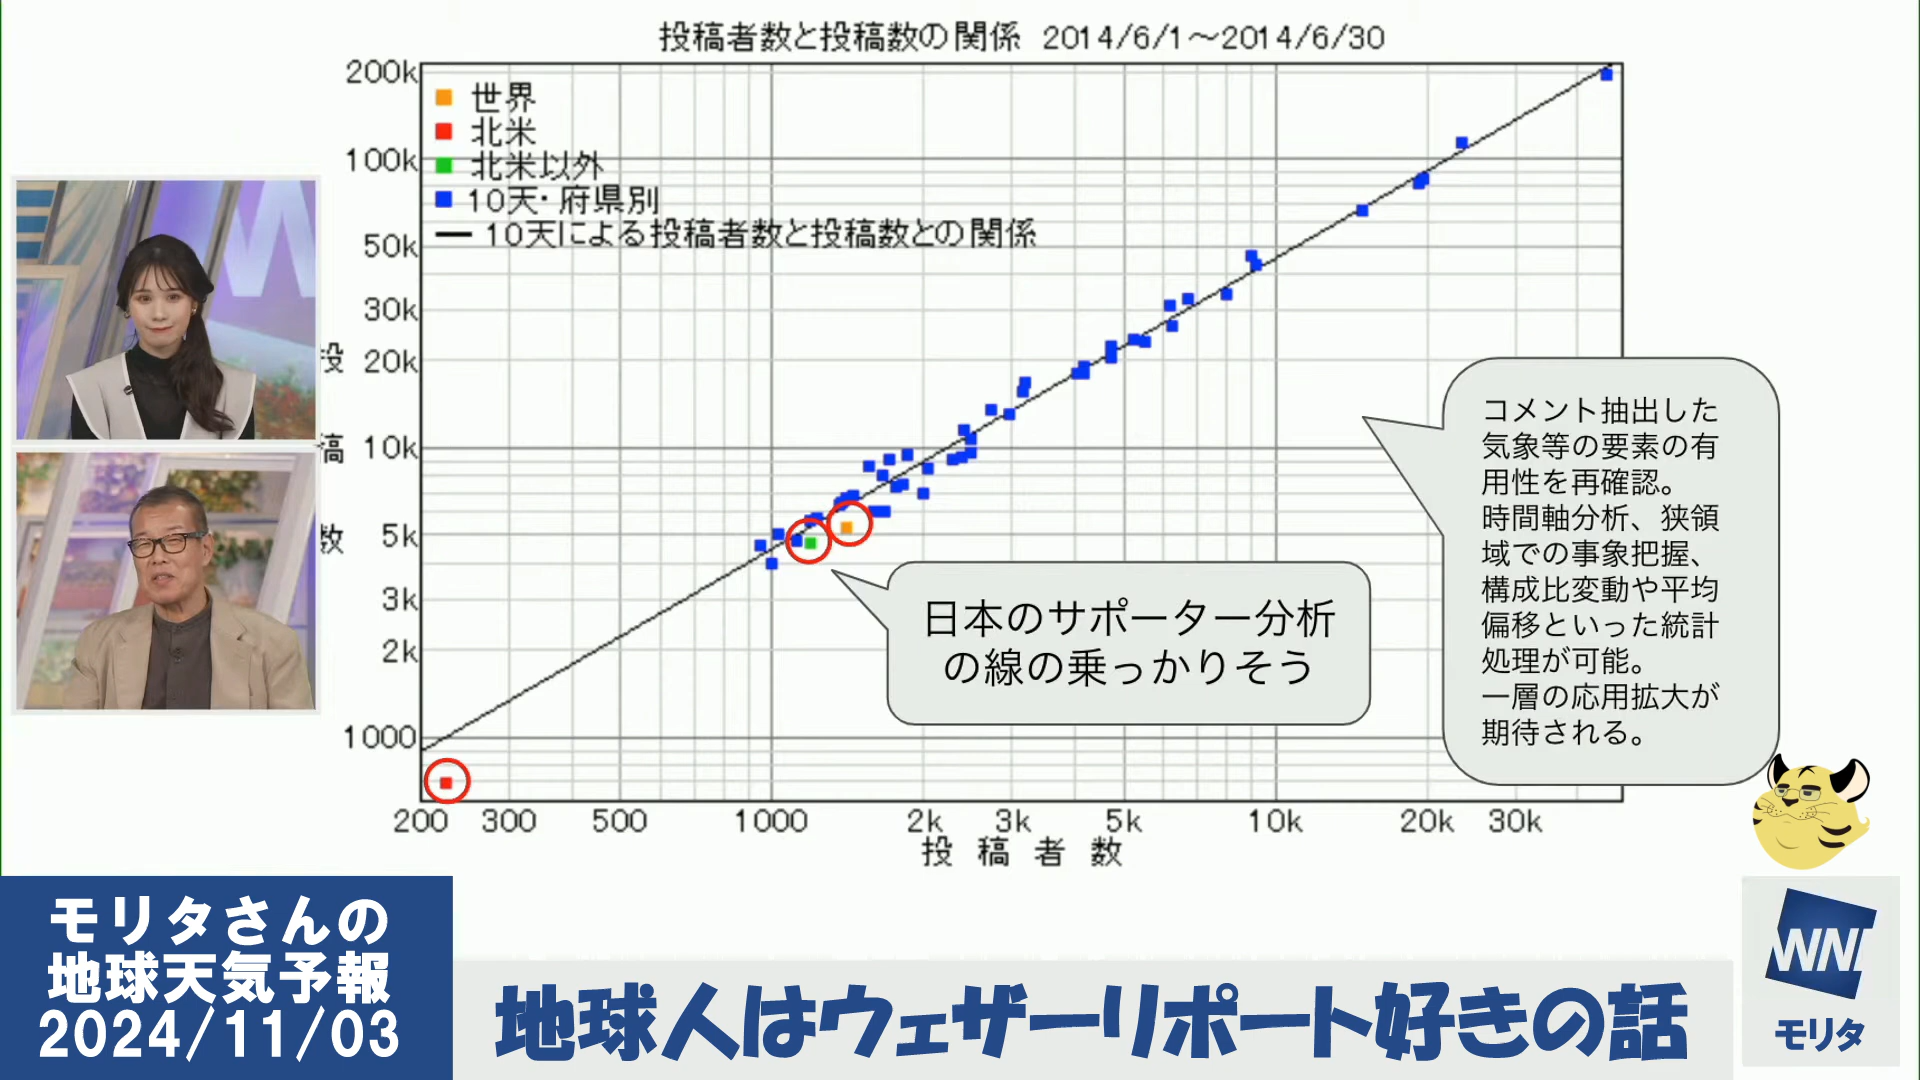 投稿者数と投稿数の関係 2014/6/1～2014/6/30
200k
100k
50k
30k
20k
10k
5k
3k
2k
1000
投
稿
数
世界
北米
北米以外
10天・府県別
10天による投稿者数と投稿数との関係
200 300 500 1000 2k 3k 5k 10k 20k 30k
投稿者数
日本のサポーター分析
の線の乗っかりそう
コメント抽出した
気象等の要素の有
用性を再確認。
時間軸分析、狭領
域での事象把握、
構成比変動や平均
偏移といった統計
処理が可能。
一層の応用拡大が
期待される。
モリタさんの
地球天気予報
2024/11/03
地球人はウェザーリポート好きの話
WNI
モリタ